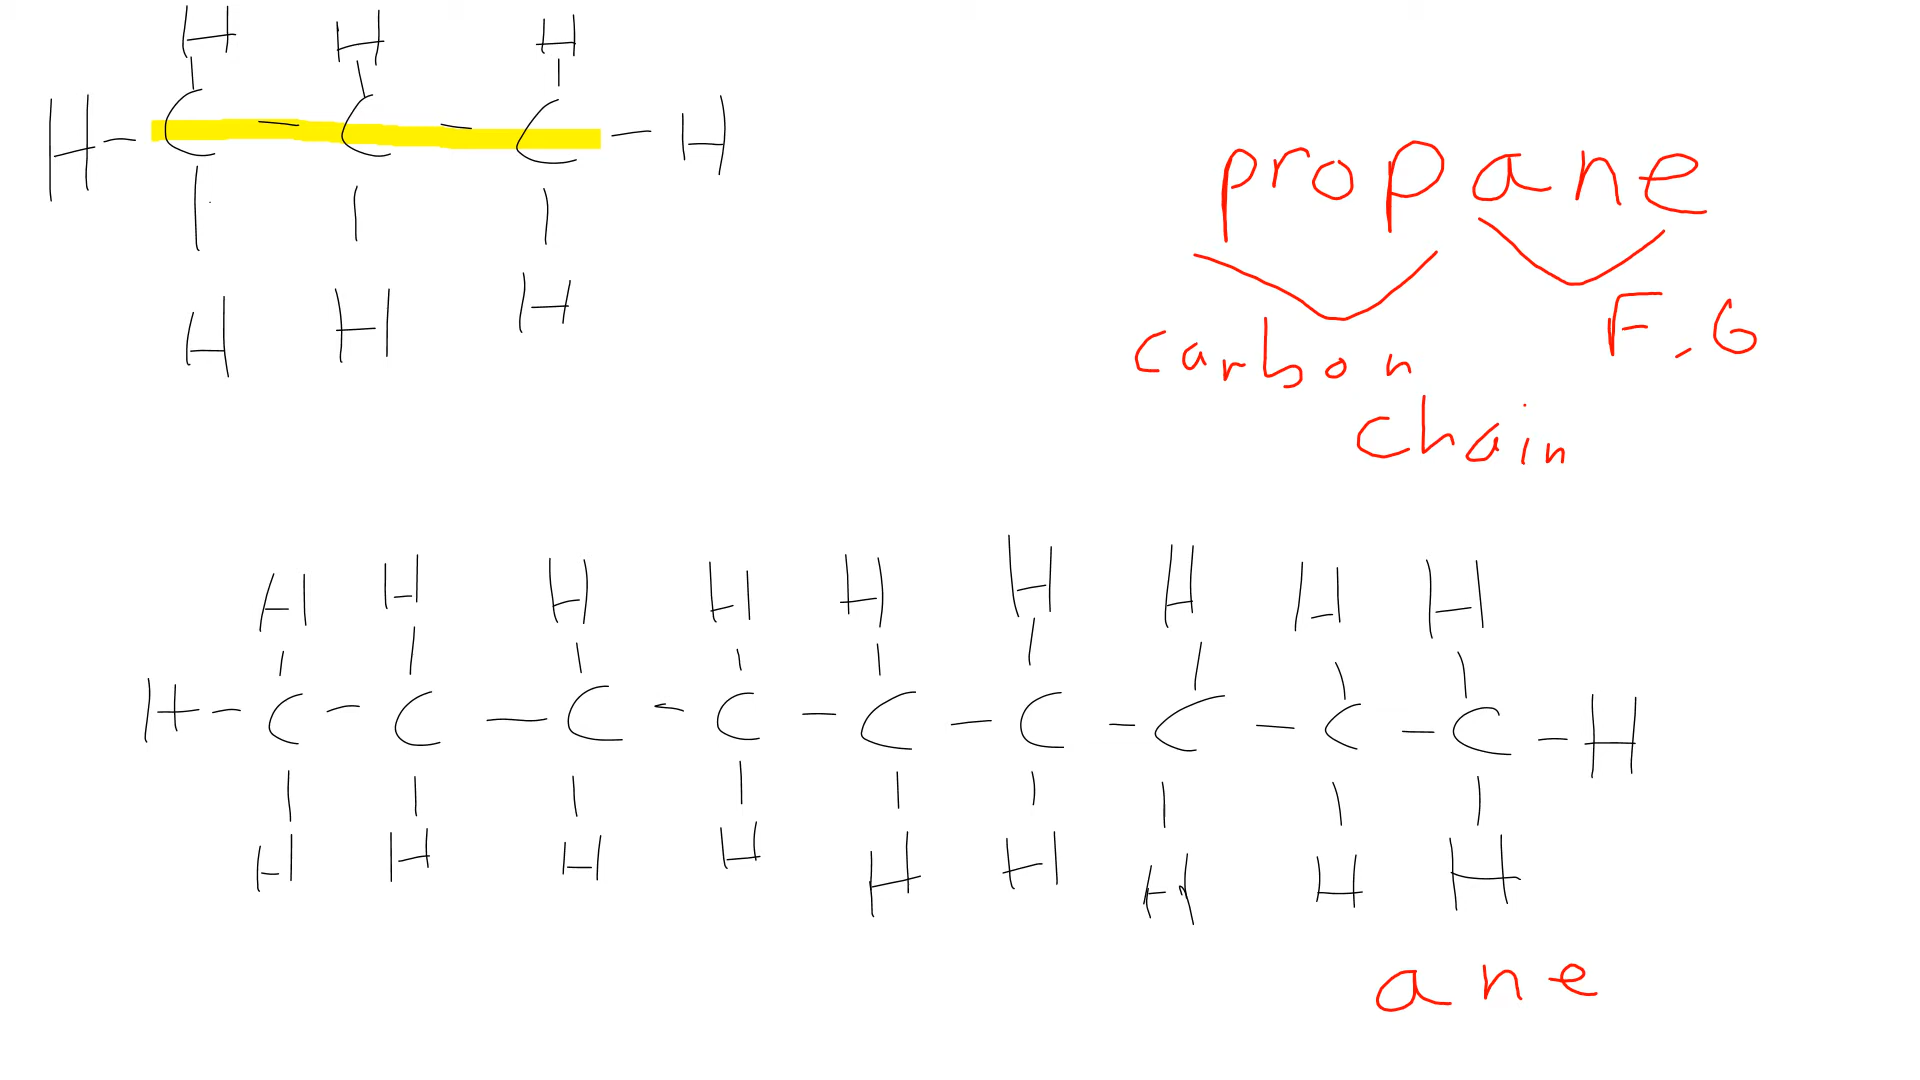 H H H
H - C - C - C - H
H H H
propane
carbon
chain
F.G
H H H H H H H H H
H - C - C - C - C - C - C - C - C - C - H
H H H H H H H H H
ane